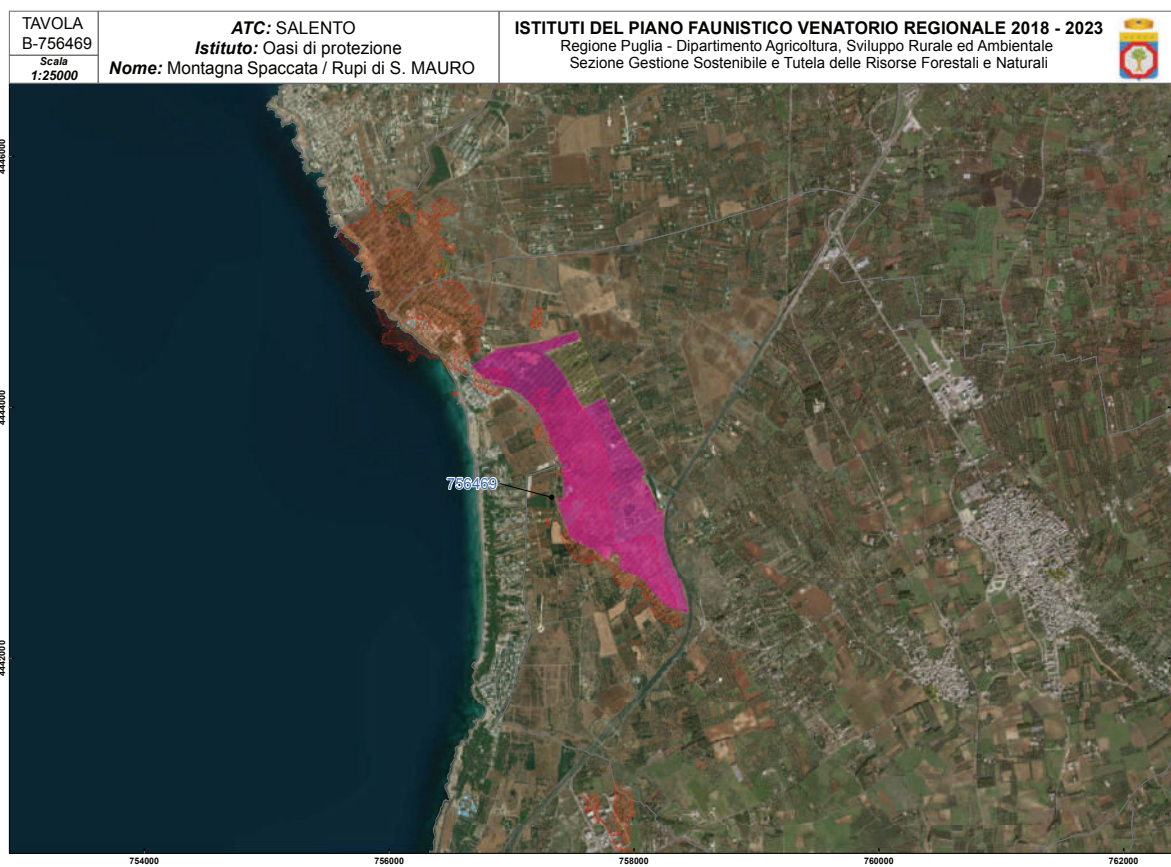 TAVOLA
B-756469
Scala
1:25000
ATC: SALENTO
Istituto: Oasi di protezione
Nome: Montagna Spaccata / Rupi di S. MAURO
ISTITUTI DEL PIANO FAUNISTICO VENATORIO REGIONALE 2018 - 2023
Regione Puglia - Dipartimento Agricoltura, Sviluppo Rurale ed Ambientale
Sezione Gestione Sostenibile e Tutela delle Risorse Forestali e Naturali
4446000
4444000
756469
4442000
754000
756000
758000
760000
762000